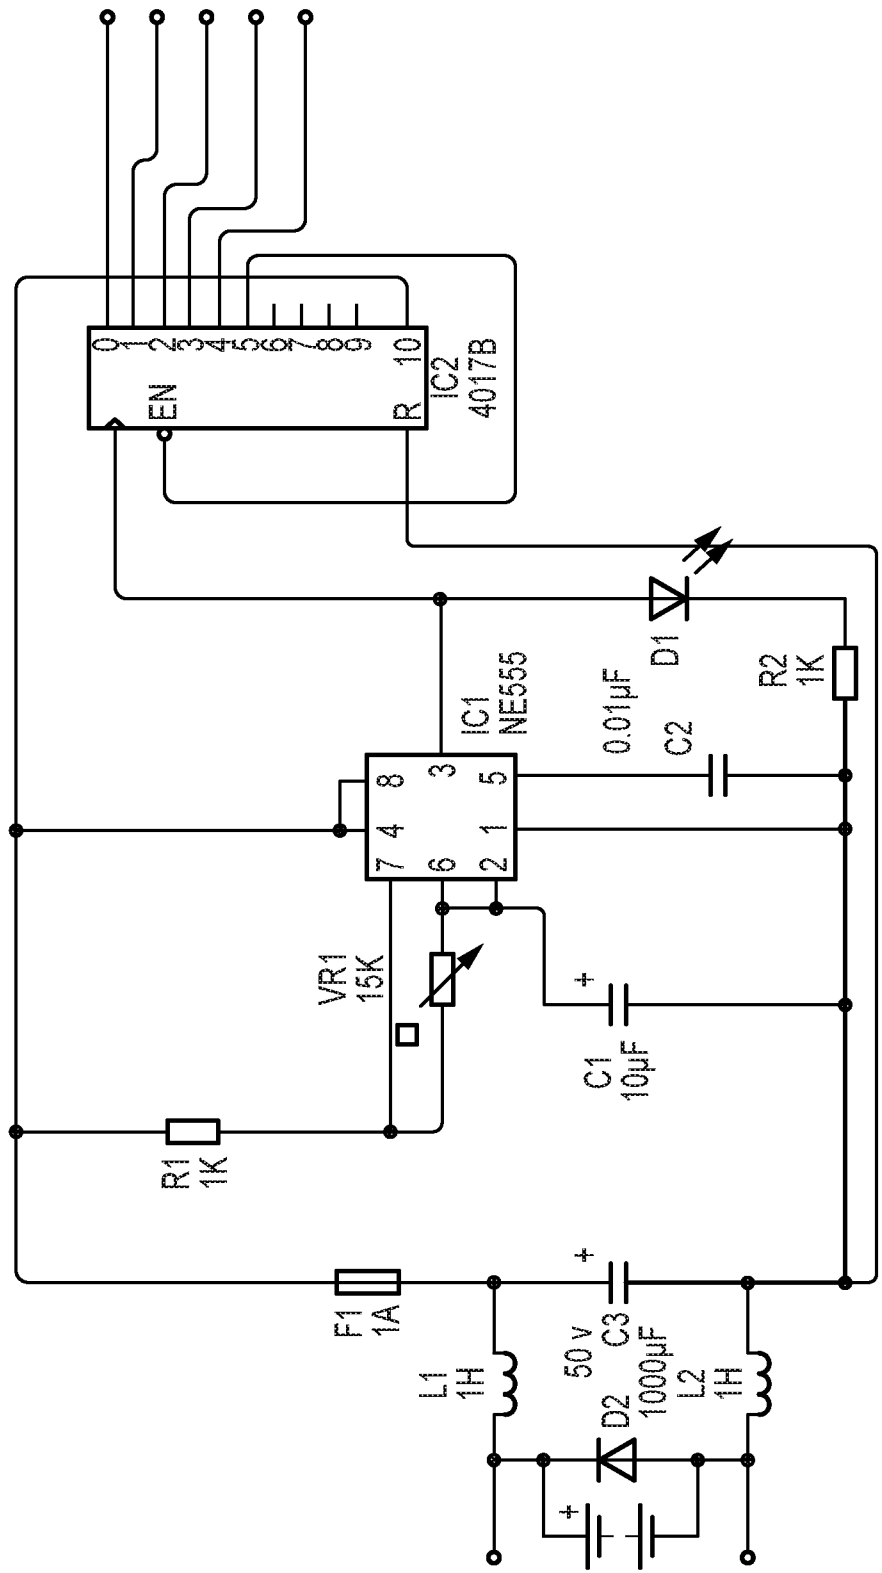 0 1 2 3 4 5 6 7 8 9 10
EN R
IC2
4017B
D1
R2
1K
IC1
NE555
0.01µF
C2
8 3 5
4 1
7 6 2
VR1
15K
+
C1
10µF
R1
1K
F1
1A
+
50 v
C3
1000µF
L1
1H
L2
1H
D2
+